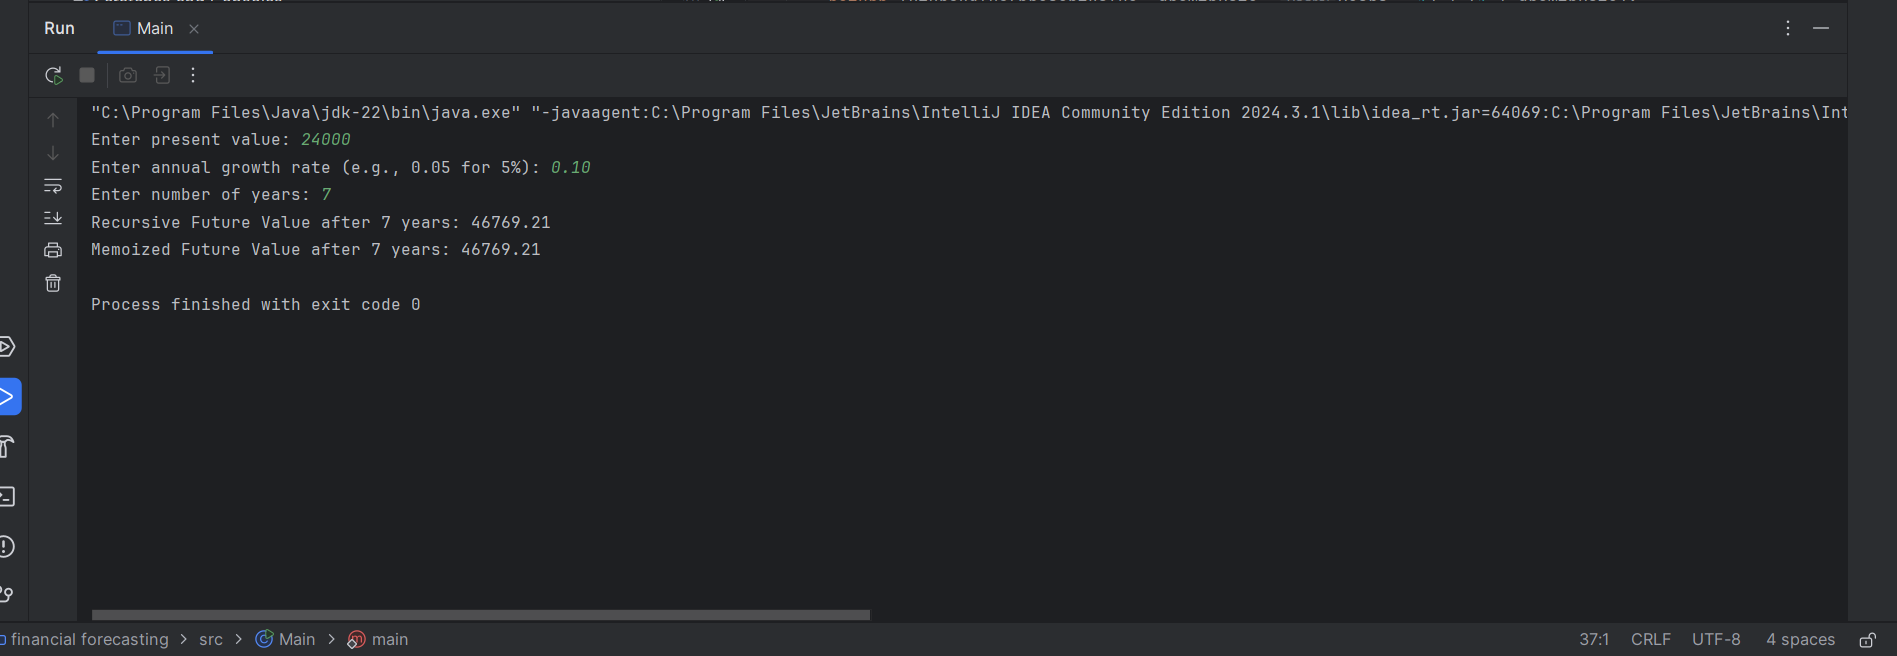 Run Main
"C:\Program Files\Java\jdk-22\bin\java.exe" "-javaagent:C:\Program Files\JetBrains\IntelliJ IDEA Community Edition 2024.3.1\lib\idea_rt.jar=64069:C:\Program Files\JetBrains\Int
Enter present value: 24000
Enter annual growth rate (e.g., 0.05 for 5%): 0.10
Enter number of years: 7
Recursive Future Value after 7 years: 46769.21
Memoized Future Value after 7 years: 46769.21
Process finished with exit code 0
financial forecasting > src > Main > main 37:1 CRLF UTF-8 4 spaces